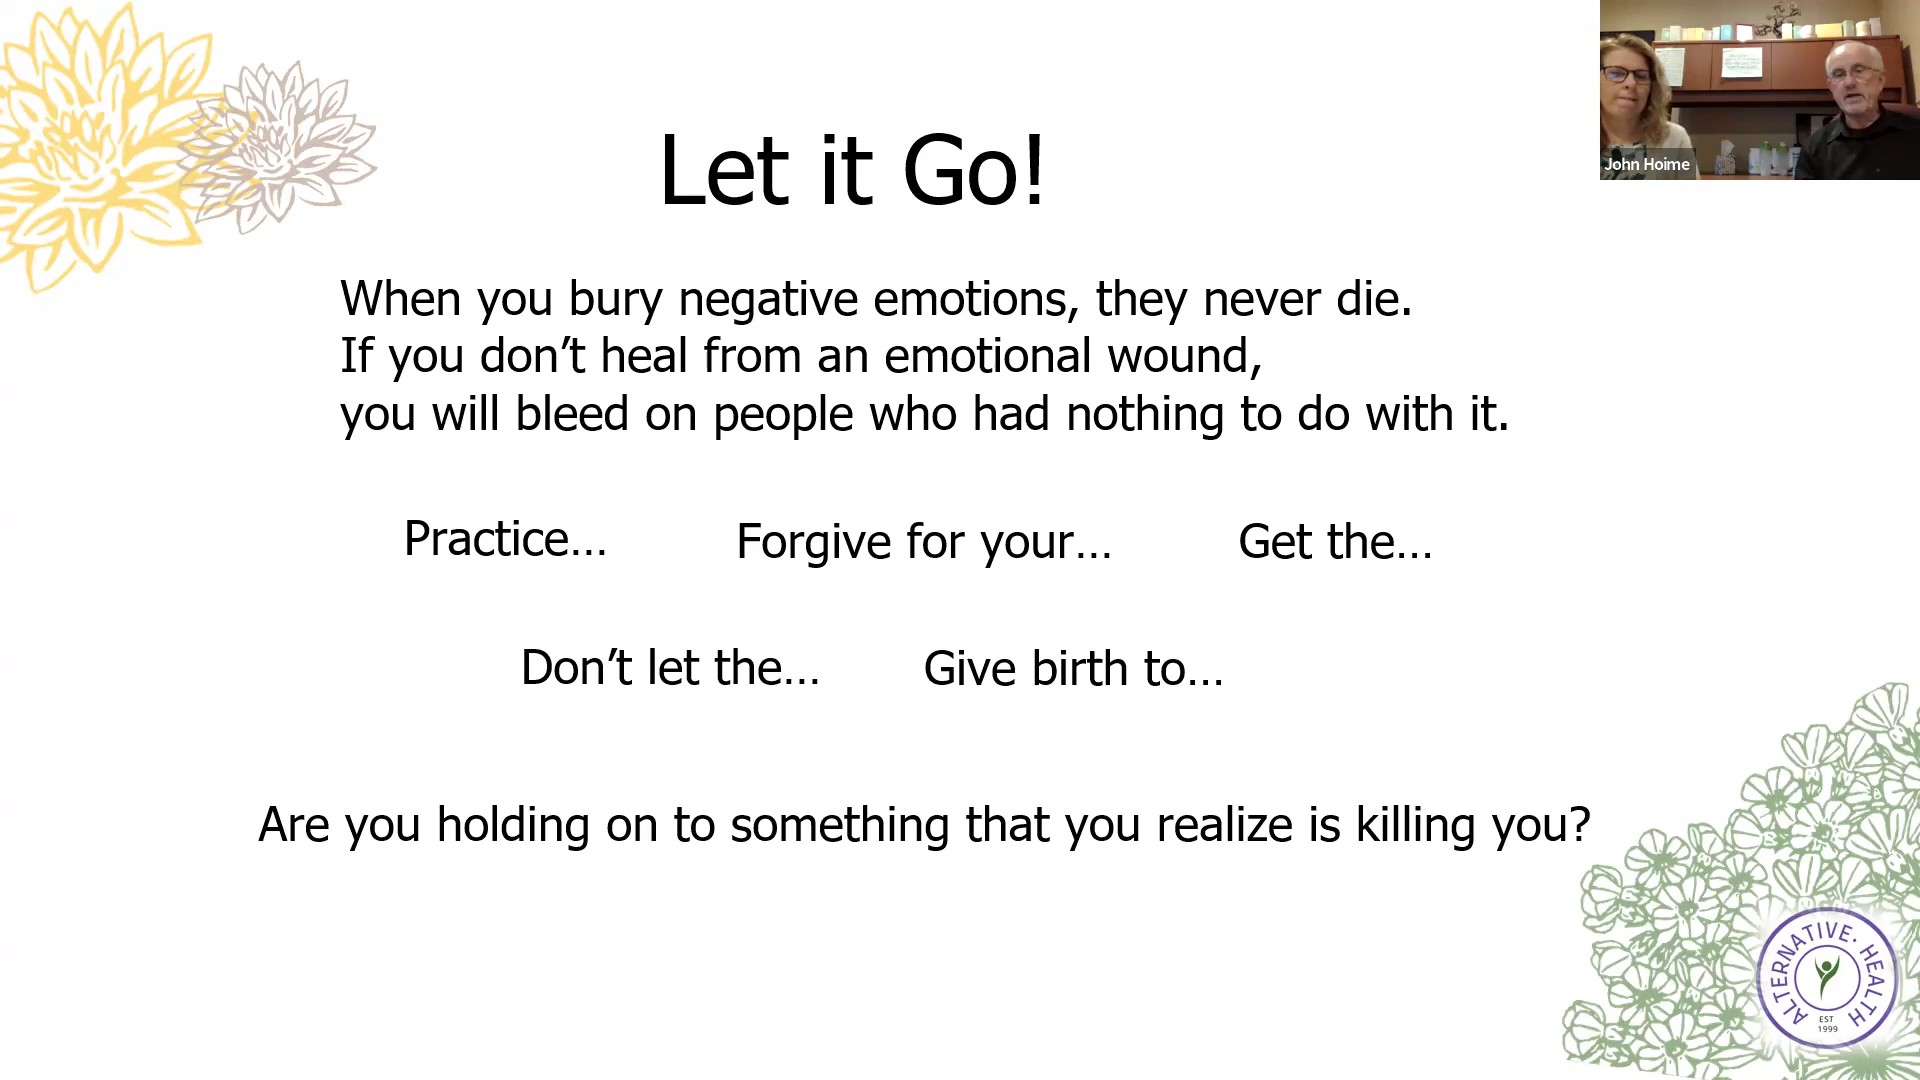 Let it Go!
John Hoime
When you bury negative emotions, they never die.
If you don’t heal from an emotional wound,
you will bleed on people who had nothing to do with it.
Practice...
Forgive for your...
Get the...
Don’t let the...
Give birth to...
Are you holding on to something that you realize is killing you?
ALTERNATIVE· HEALTH
EST
1999